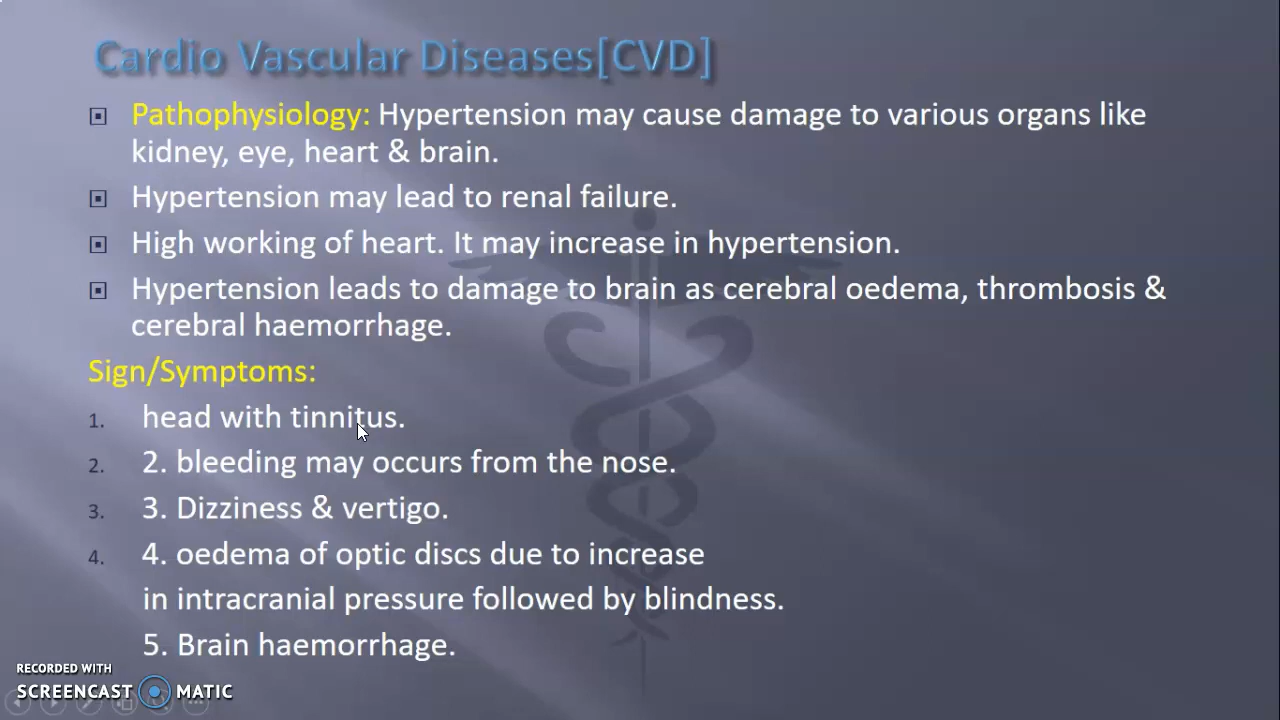 Cardio Vascular Diseases[CVD]
Pathophysiology: Hypertension may cause damage to various organs like
kidney, eye, heart & brain.
Hypertension may lead to renal failure.
High working of heart. It may increase in hypertension.
Hypertension leads to damage to brain as cerebral oedema, thrombosis &
cerebral haemorrhage.
Sign/Symptoms:
1. head with tinnitus.
2. 2. bleeding may occurs from the nose.
3. 3. Dizziness & vertigo.
4. 4. oedema of optic discs due to increase
in intracranial pressure followed by blindness.
5. Brain haemorrhage.
RECORDED WITH
SCREENCAST MATIC